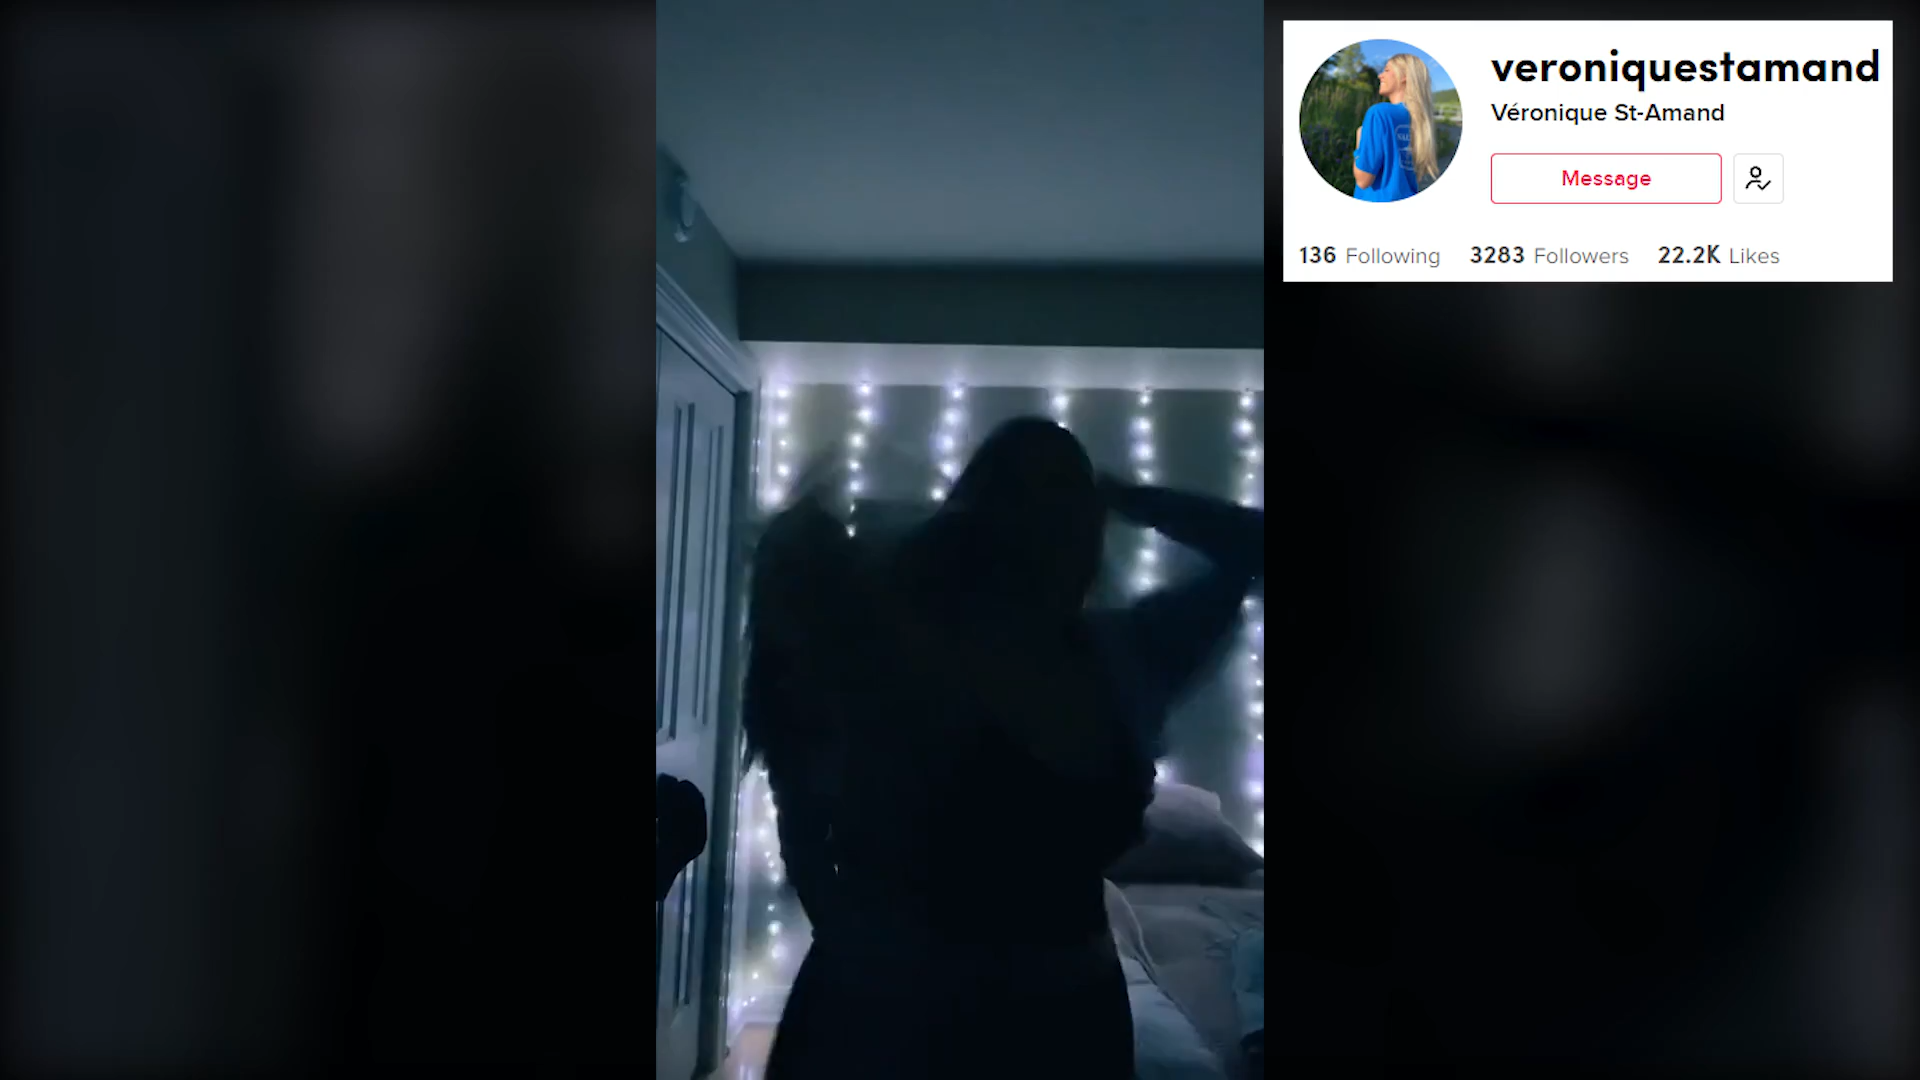 veroniquestamand
Véronique St-Amand
Message
136 Following 3283 Followers 22.2K Likes